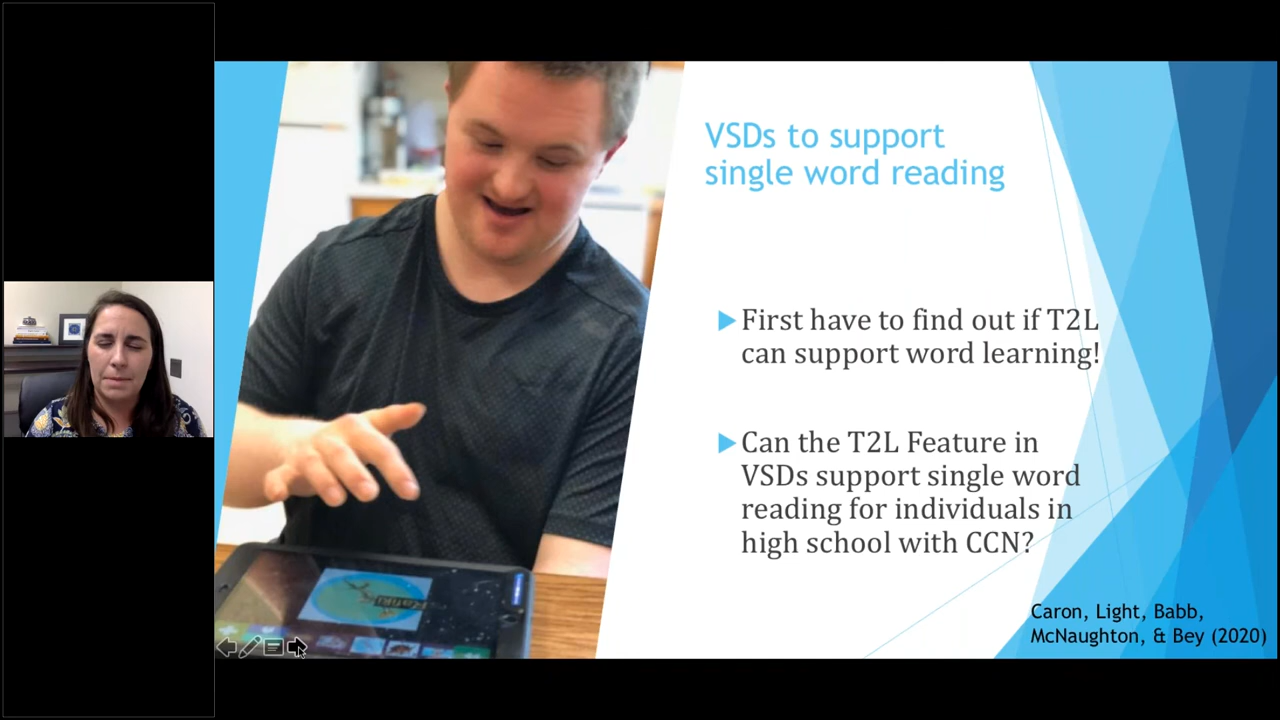 VSDs to support
single word reading
First have to find out if T2L
can support word learning!
Can the T2L Feature in
VSDs support single word
reading for individuals in
high school with CCN?
Caron, Light, Babb,
McNaughton, & Bey (2020)